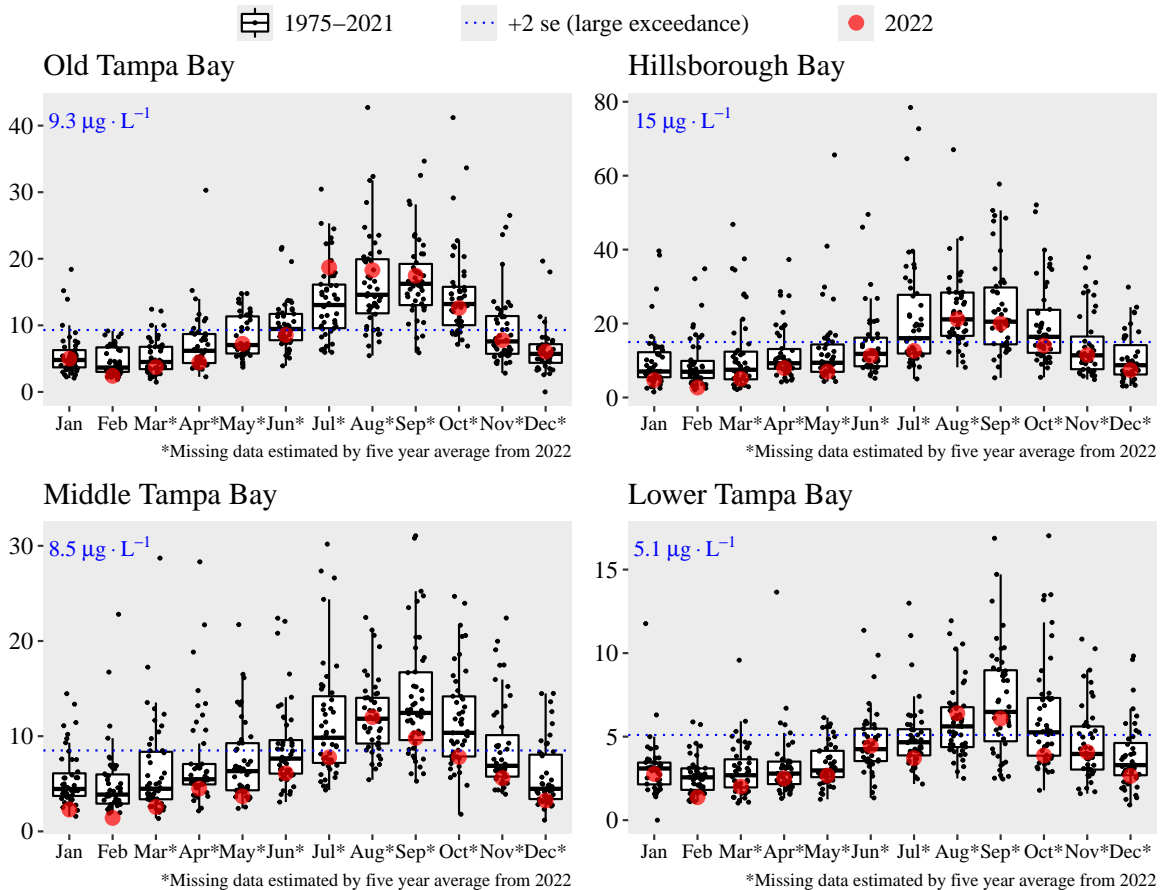 1975–2021 +2 se (large exceedance) 2022
Old Tampa Bay
9.3 μg · L⁻¹
40
30
20
10
0
Jan Feb Mar* Apr* May* Jun* Jul* Aug* Sep* Oct* Nov* Dec*
*Missing data estimated by five year average from 2022
Hillsborough Bay
15 μg · L⁻¹
80
60
40
20
0
Jan Feb Mar* Apr* May* Jun* Jul* Aug* Sep* Oct* Nov* Dec*
*Missing data estimated by five year average from 2022
Middle Tampa Bay
8.5 μg · L⁻¹
30
20
10
0
Jan Feb Mar* Apr* May* Jun* Jul* Aug* Sep* Oct* Nov* Dec*
*Missing data estimated by five year average from 2022
Lower Tampa Bay
5.1 μg · L⁻¹
15
10
5
0
Jan Feb Mar* Apr* May* Jun* Jul* Aug* Sep* Oct* Nov* Dec*
*Missing data estimated by five year average from 2022